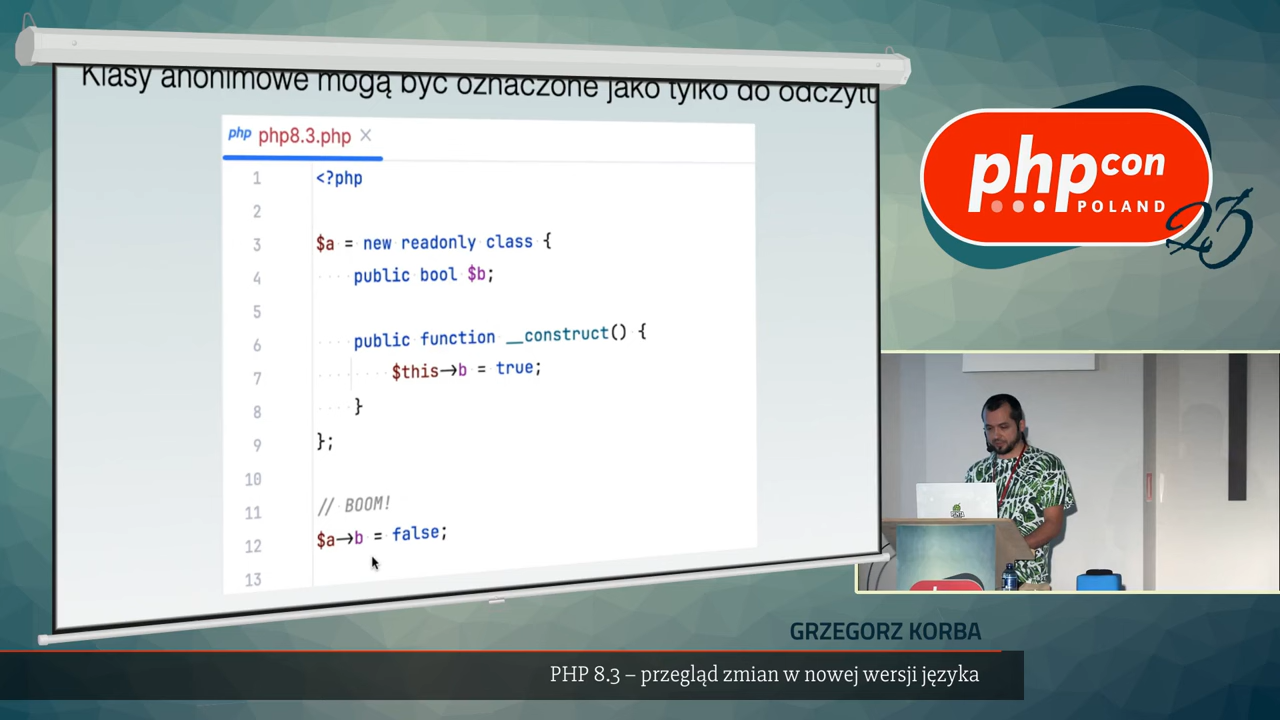 Klasy anonimowe mogą być oznaczone jako tylko do odczytu
php php8.3.php ×
1 <?php
2
3 $a = new readonly class {
4 public bool $b;
5
6 public function __construct() {
7 $this->b = true;
8 }
9 };
10
11 // BOOM!
12 $a->b = false;
13
phpcon
POLAND
23
GRZEGORZ KORBA
PHP 8.3 – przegląd zmian w nowej wersji języka